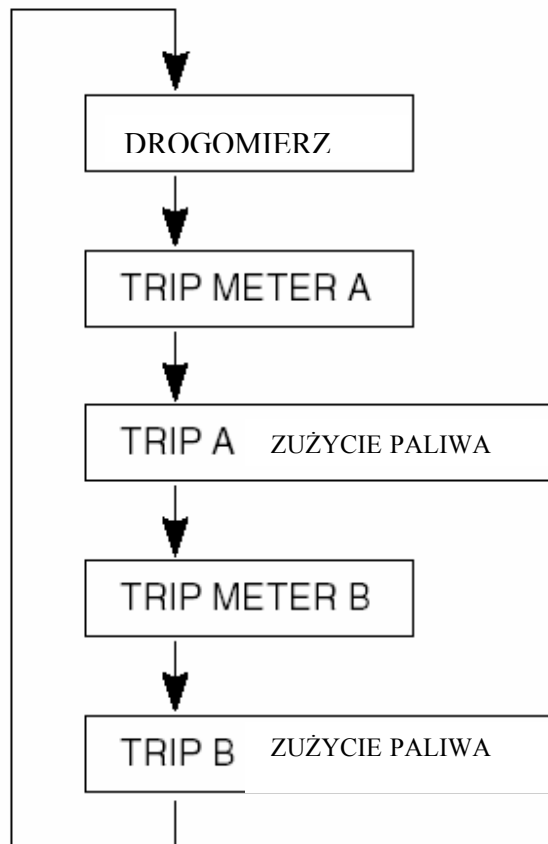 DROGOMIERZ
TRIP METER A
TRIP A ZUŻYCIE PALIWA
TRIP METER B
TRIP B ZUŻYCIE PALIWA